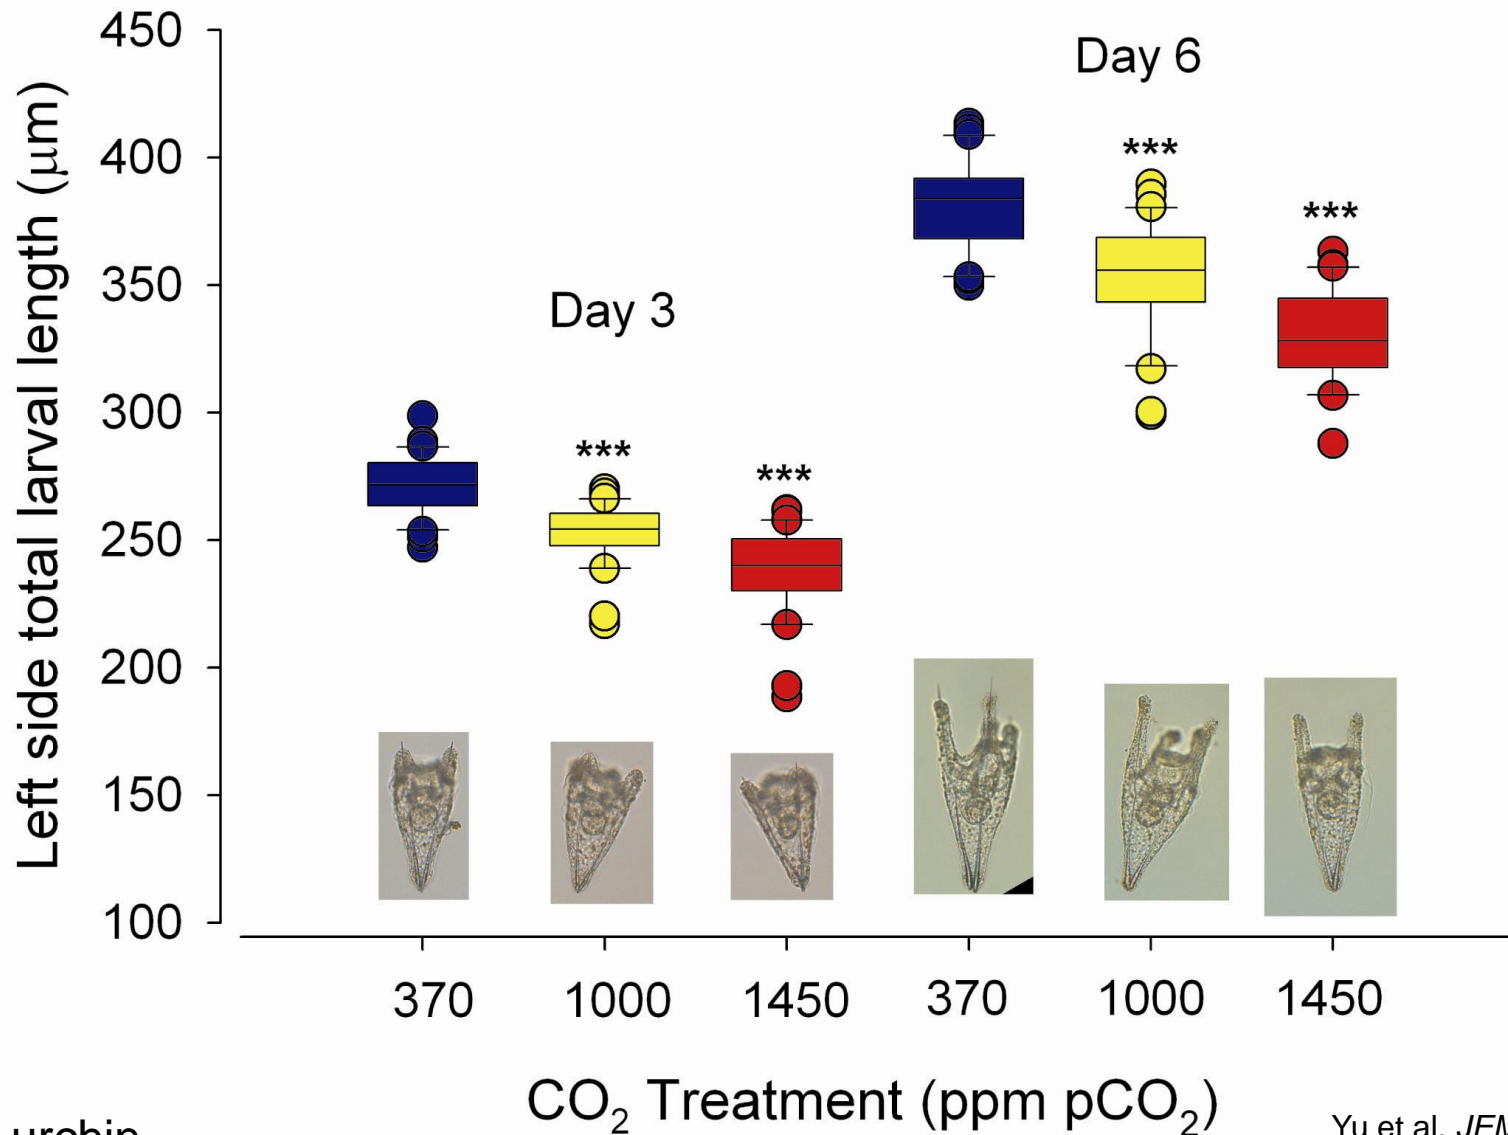 450
400
350
300
250
200
150
100
Left side total larval length (μm)
Day 3
Day 6
***
***
***
***
370 1000 1450 370 1000 1450
CO₂ Treatment (ppm pCO₂)
Yu et al.